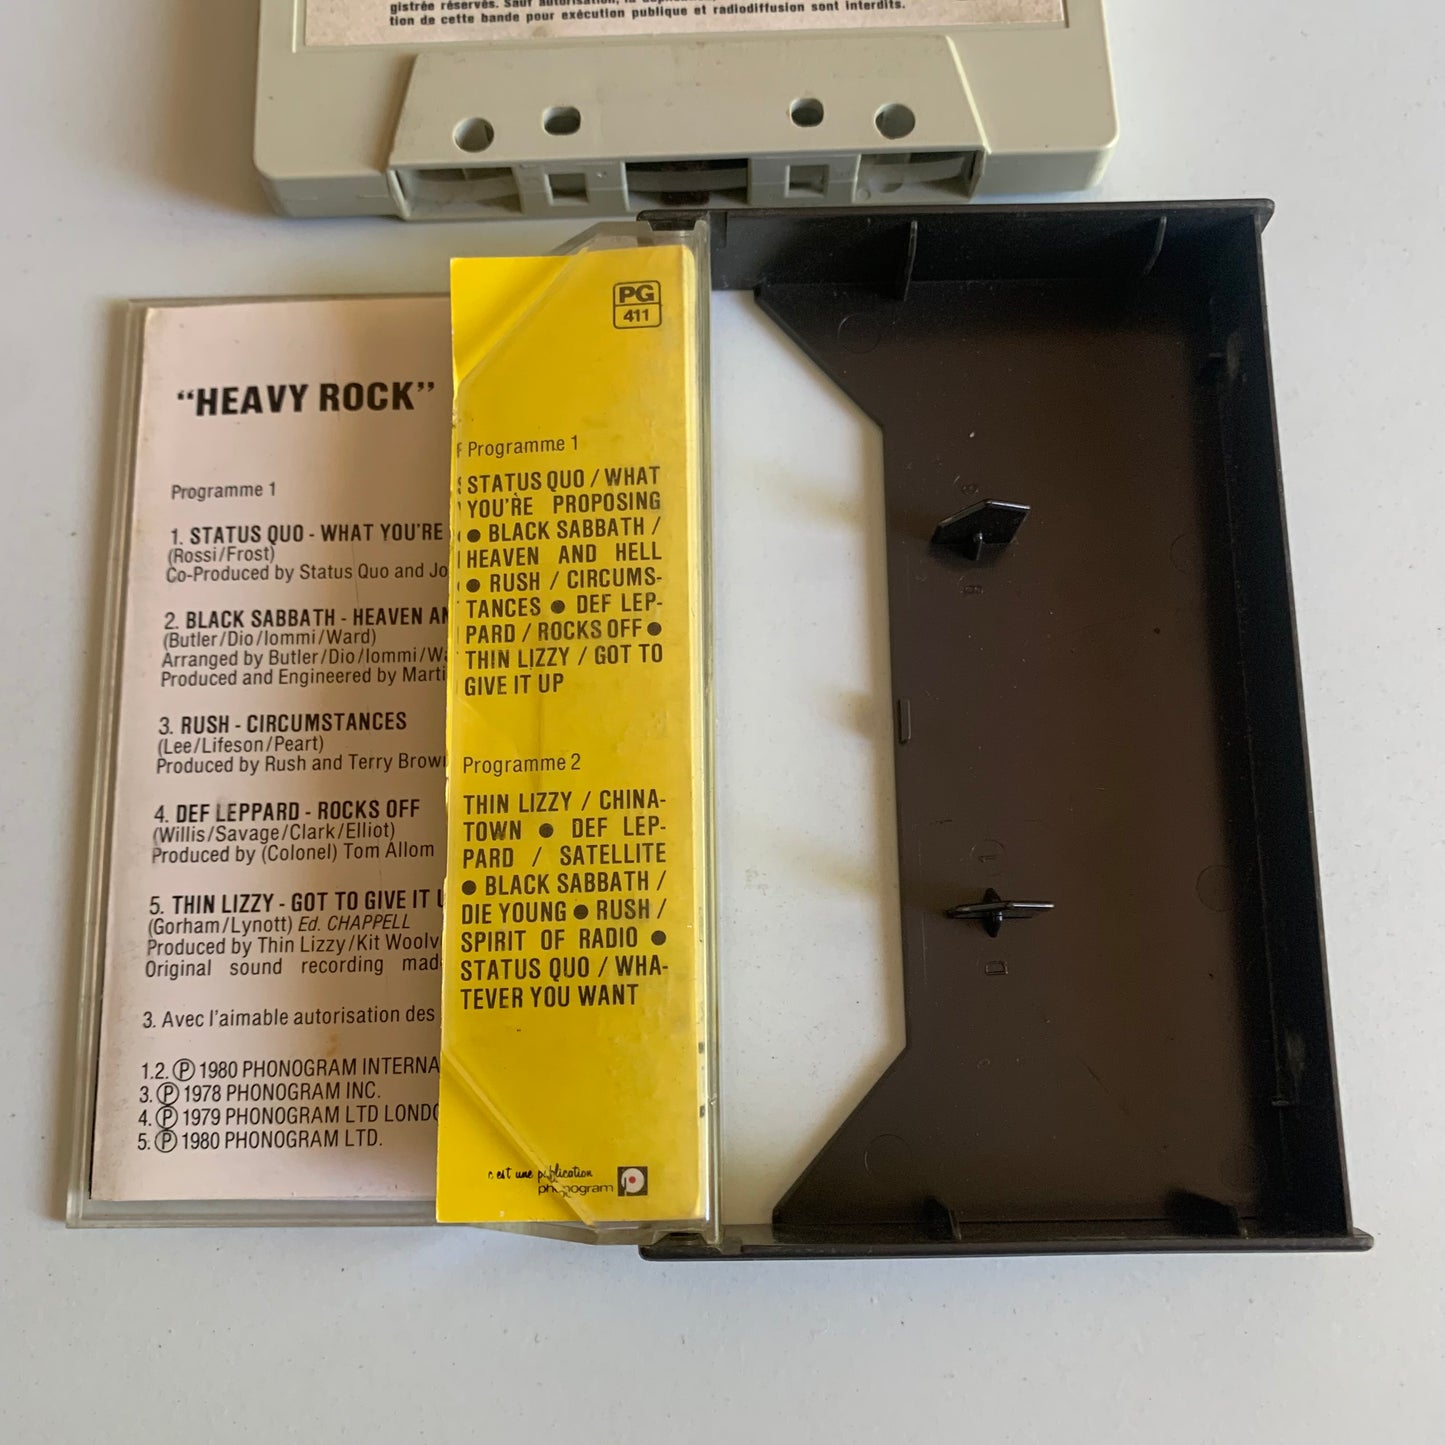 gistrée réservés. Sauf autorisation, la
tion de cette bande pour exécution publique et radiodiffusion sont interdits.
"HEAVY ROCK"
Programme 1
1. STATUS QUO - WHAT YOU'RE
(Rossi/Frost)
Co-Produced by Status Quo and
2. BLACK SABBATH - HEAVEN
(Butler/Dio/Iommi/Ward)
Arranged by Butler/Dio/Iommi/
Produced and Engineered by
3. RUSH - CIRCUMSTANCES
(Lee/Lifeson/Peart)
Produced by Rush and Terry
4. DEF LEPPARD - ROCKS OFF
(Willis/Savage/Clark/Elliot)
Produced by (Colonel) Tom Allom
5. THIN LIZZY - GOT TO GIVE IT
(Gorham/Lynott) Ed. CHAPPELL
Produced by Thin Lizzy/Kit
Original sound recording
3. Avec l'aimable autorisation des
1.2. Ⓟ 1980 PHONOGRAM
3. Ⓟ 1978 PHONOGRAM INC.
4. Ⓟ 1979 PHONOGRAM LTD
5. Ⓟ 1980 PHONOGRAM LTD.
PG
411
Programme 1
STATUS QUO / WHAT
YOU'RE PROPOSING
● BLACK SABBATH /
HEAVEN AND HELL
● RUSH / CIRCUMS-
TANCES ● DEF LEP-
PARD / ROCKS OFF ●
THIN LIZZY / GOT TO
GIVE IT UP
Programme 2
THIN LIZZY / CHINA-
TOWN ● DEF LEP-
PARD / SATELLITE
● BLACK SABBATH /
DIE YOUNG ● RUSH /
SPIRIT OF RADIO ●
STATUS QUO / WHA-
TEVER YOU WANT
c'est une publication
phonogram